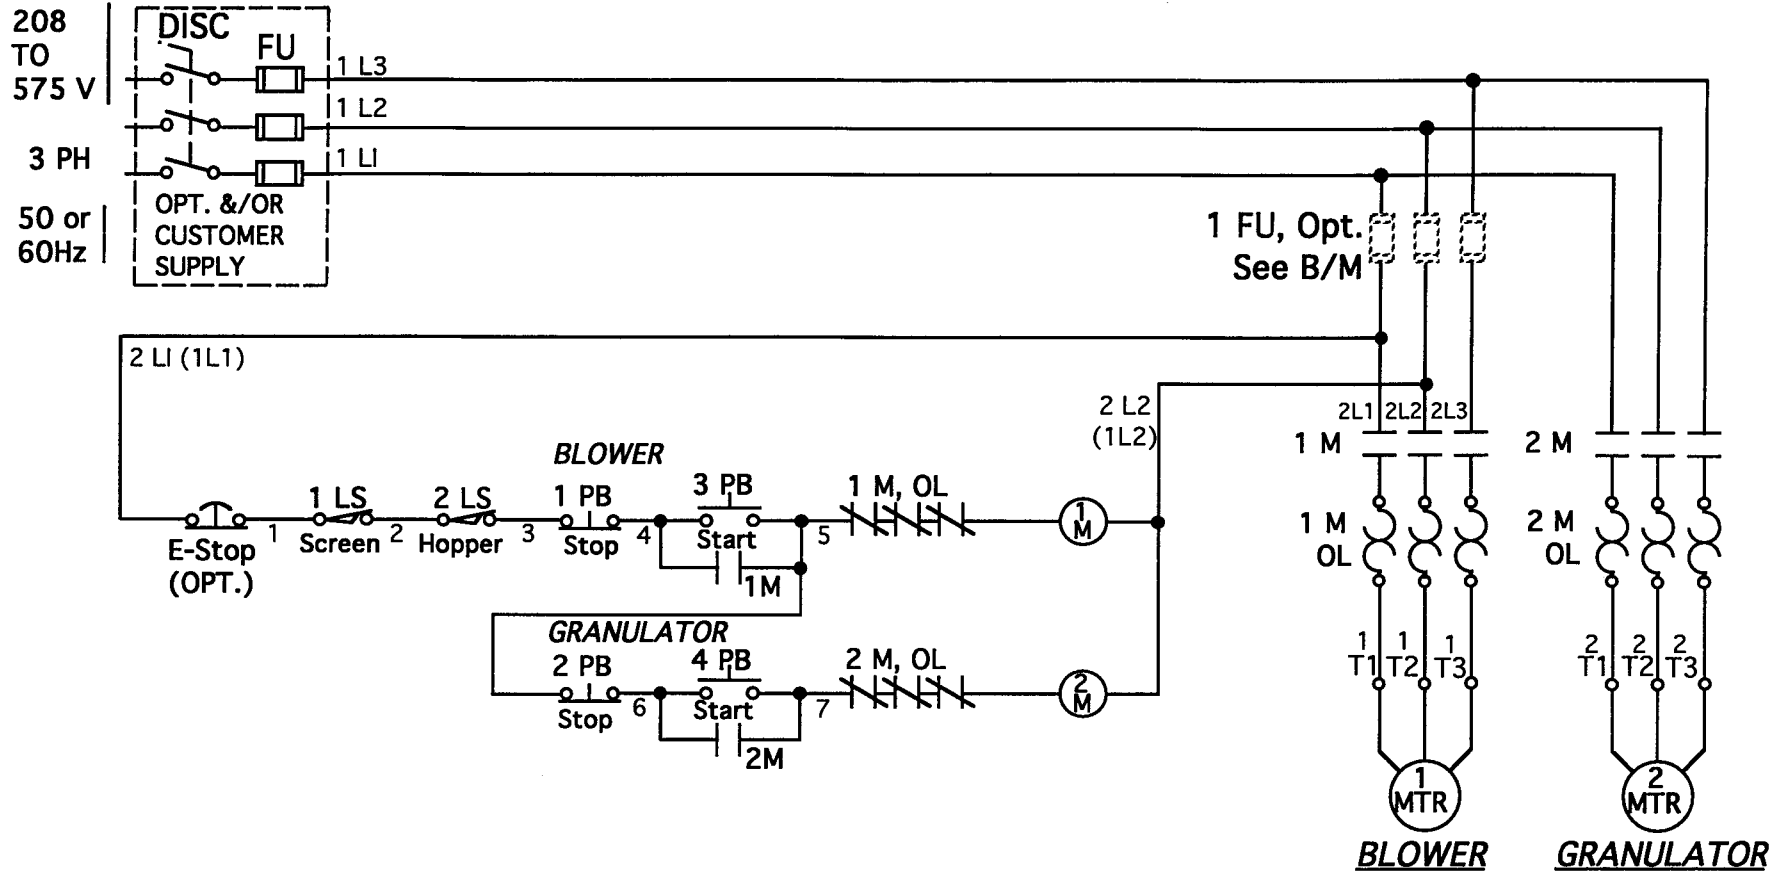 208
TO
575 V
3 PH
50 or
60Hz
DISC
FU
1 L3
1 L2
1 LI
OPT. &/OR
CUSTOMER
SUPPLY
1 FU, Opt.
See B/M
2 LI (1L1)
2 L2
(1L2)
2L1 2L2 2L3
1 M
2 M
BLOWER
1 LS
2 LS
1 PB
3 PB
1 M, OL
1
M
1
2
3
4
5
E-Stop
(OPT.)
Screen
Hopper
Stop
Start
1M
1 M
OL
2 M
OL
GRANULATOR
2 PB
4 PB
2 M, OL
2
M
Stop
6
Start
7
2M
1
T1
1
T2
1
T3
2
T1
2
T2
2
T3
1
MTR
2
MTR
BLOWER
GRANULATOR